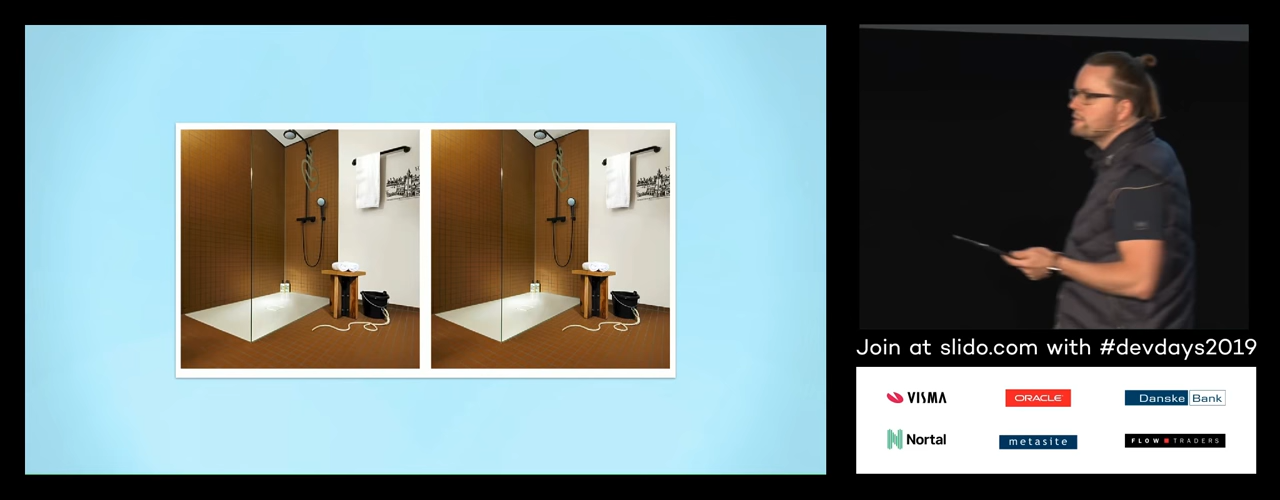 Join at slido.com with #devdays2019
VISMA
ORACLE
Danske Bank
Nortal
metasite
FLOW TRADERS